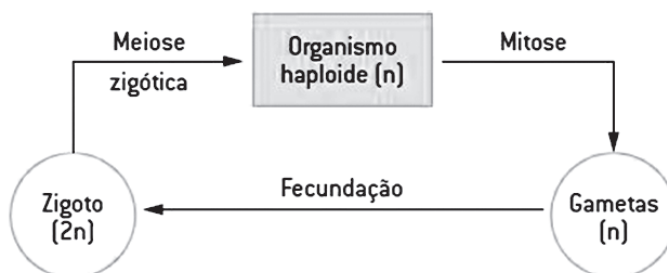 Meiose
zigótica
Organismo
haploide (n)
Mitose
Zigoto
(2n)
Fecundação
Gametas
(n)